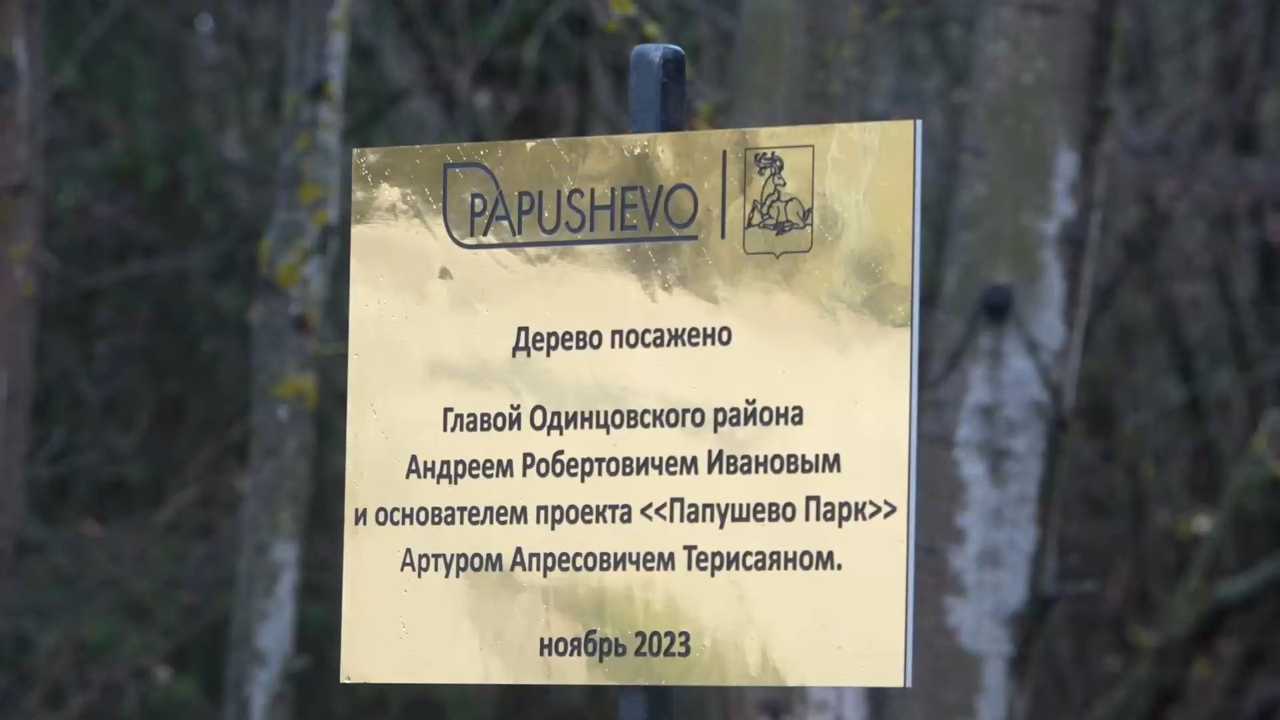 PAPUSHEVO
Дерево посажено
Главой Одинцовского района
Андреем Робертовичем Ивановым
и основателем проекта <<Папушево Парк>>
Артуром Апресовичем Терисаяном.
ноябрь 2023